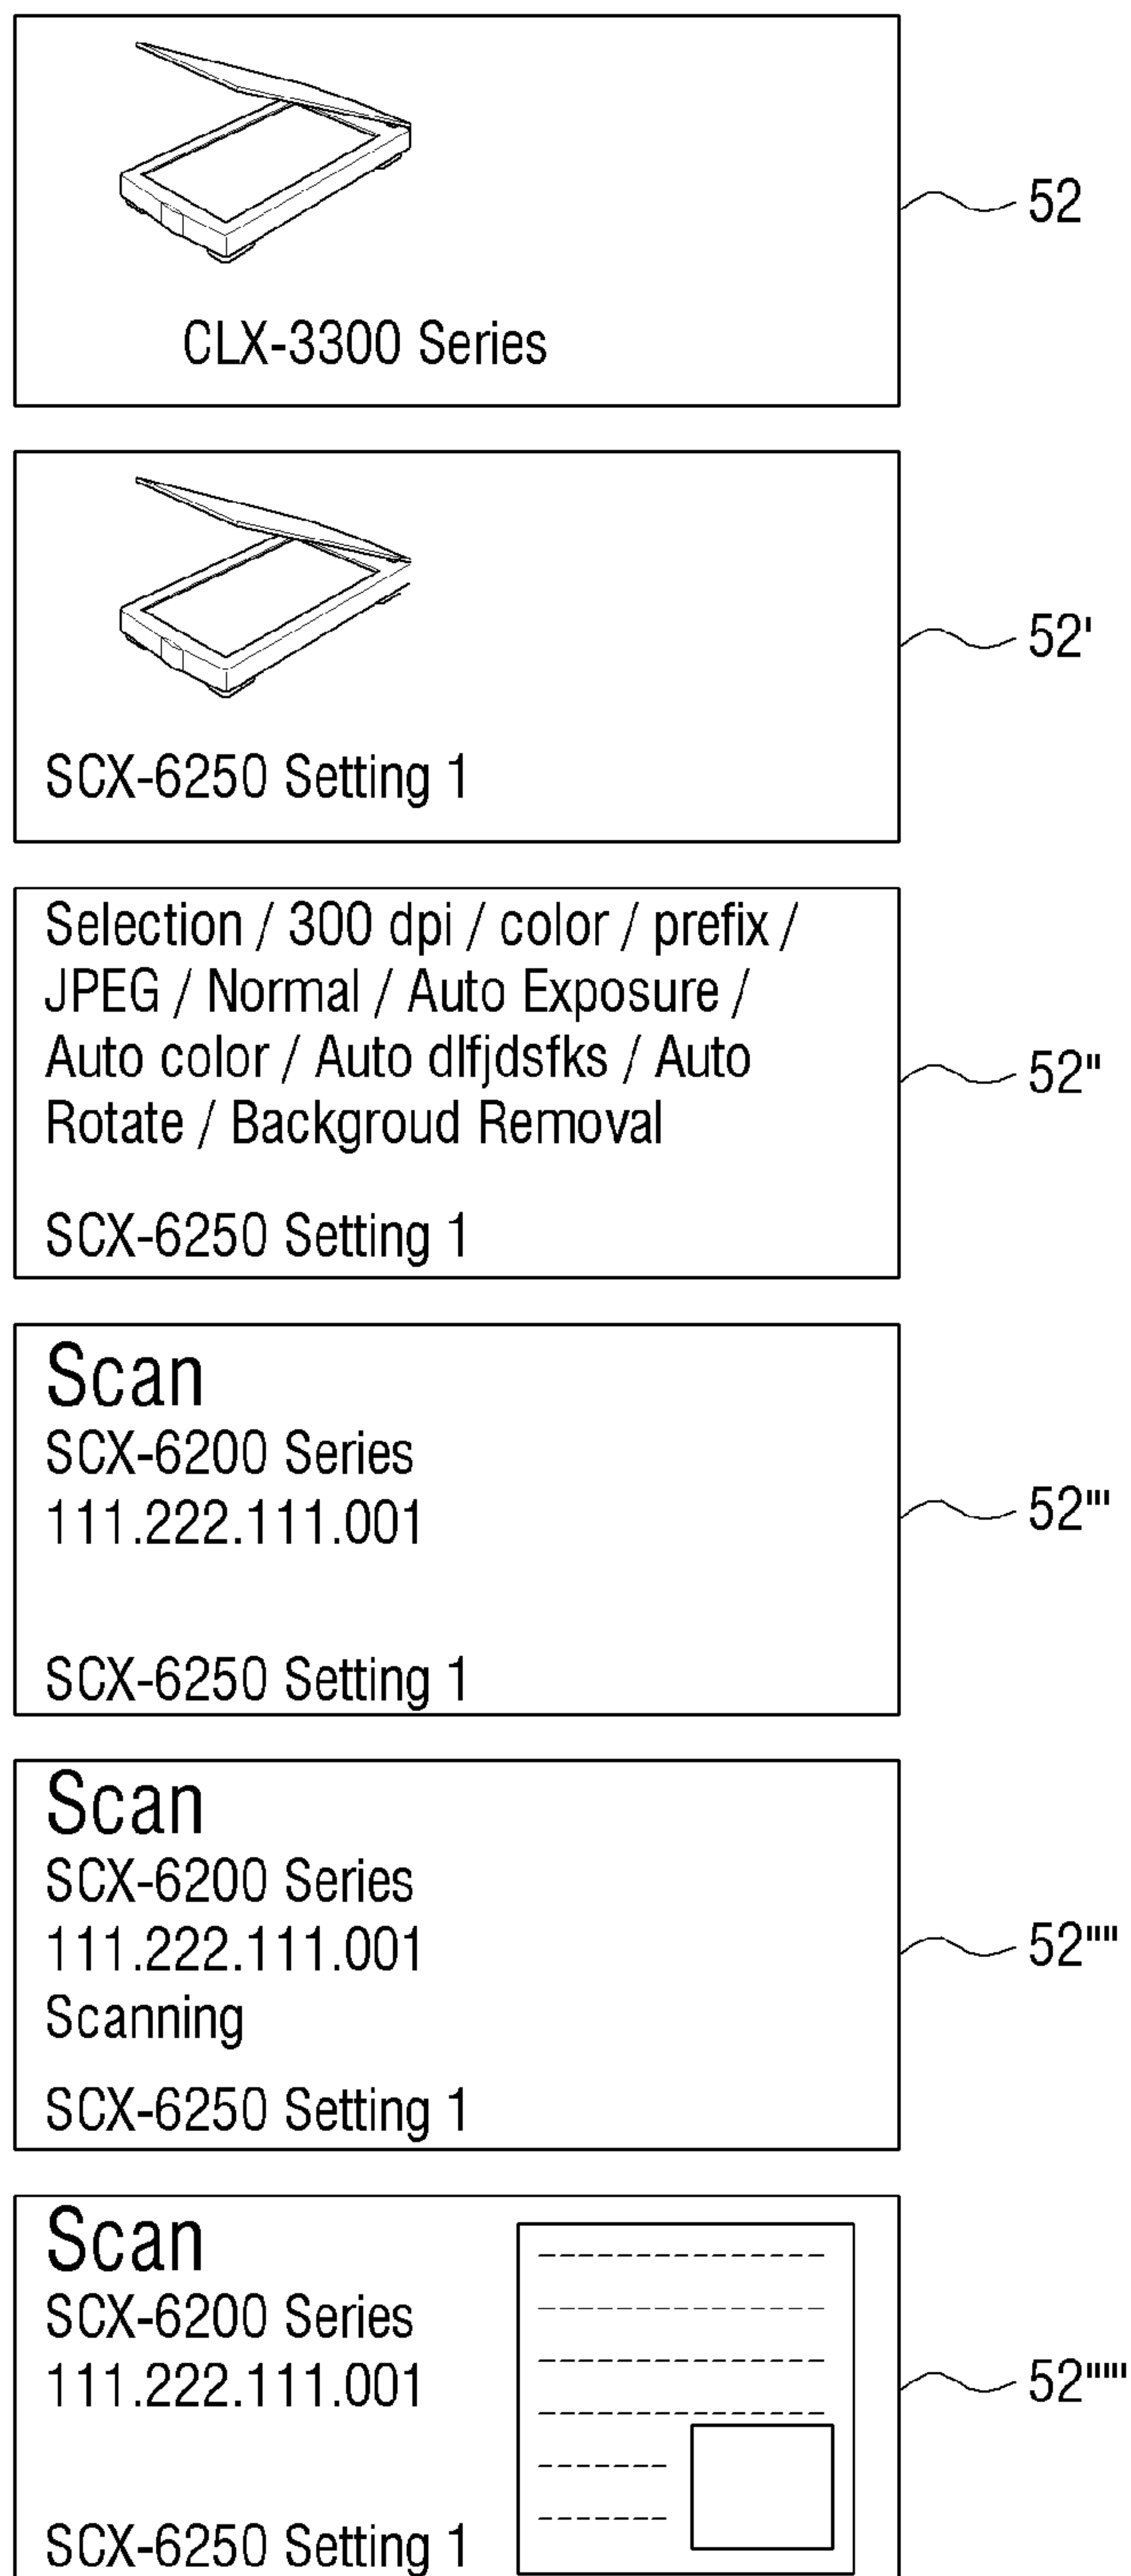 CLX-3300 Series
52
SCX-6250 Setting 1
52'
Selection / 300 dpi / color / prefix /
JPEG / Normal / Auto Exposure /
Auto color / Auto dlfjdsfks / Auto
Rotate / Backgroud Removal
SCX-6250 Setting 1
52''
Scan
SCX-6200 Series
111.222.111.001
SCX-6250 Setting 1
52'''
Scan
SCX-6200 Series
111.222.111.001
Scanning
SCX-6250 Setting 1
52''''
Scan
SCX-6200 Series
111.222.111.001
SCX-6250 Setting 1
52'''''